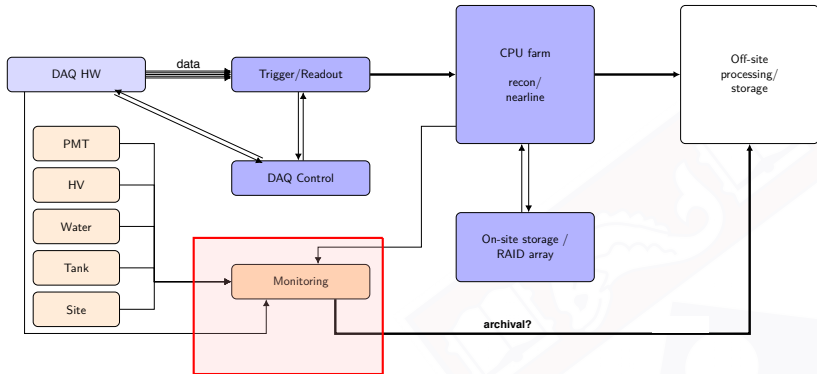 data
DAQ HW
Trigger/Readout
CPU farm
recon/
nearline
Off-site
processing/
storage
PMT
HV
Water
Tank
Site
DAQ Control
On-site storage /
RAID array
Monitoring
archival?